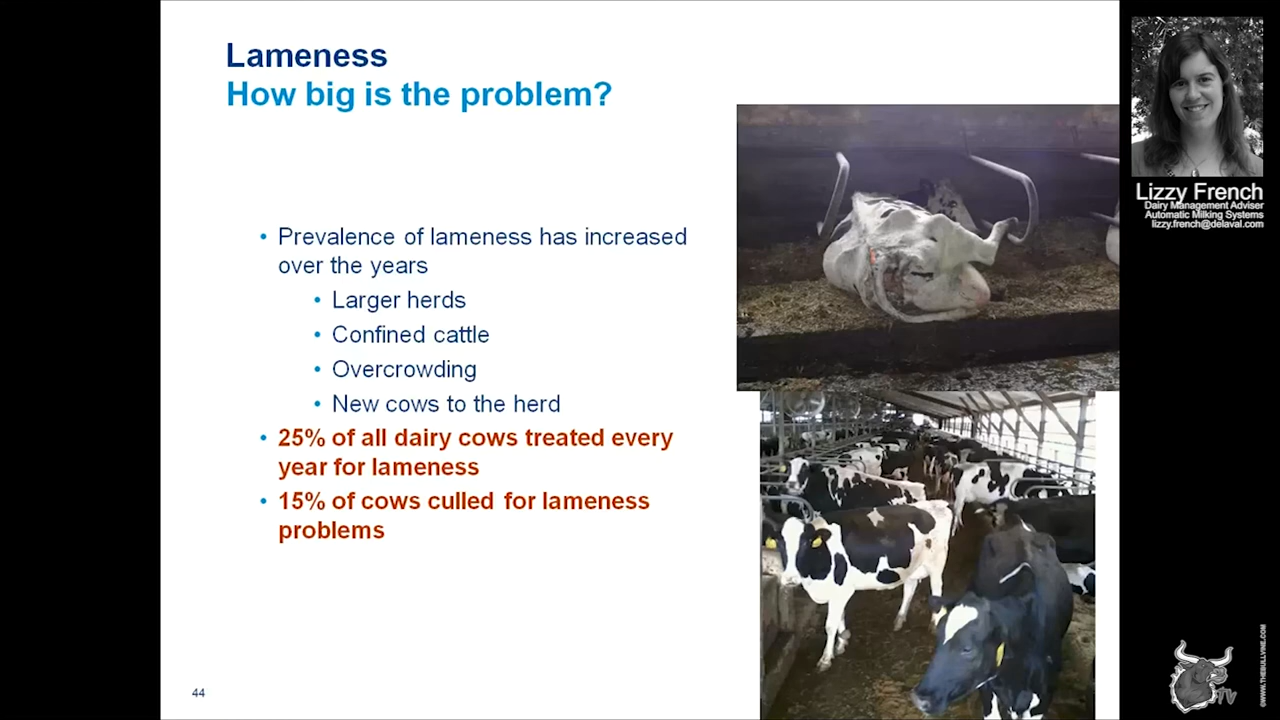 Lameness
How big is the problem?
• Prevalence of lameness has increased
over the years
• Larger herds
• Confined cattle
• Overcrowding
• New cows to the herd
• 25% of all dairy cows treated every
year for lameness
• 15% of cows culled for lameness
problems
44
Lizzy French
Dairy Management Adviser
Automatic Milking Systems
lizzy.french@delaval.com
TV
©WWW.THEBULLVINE.COM